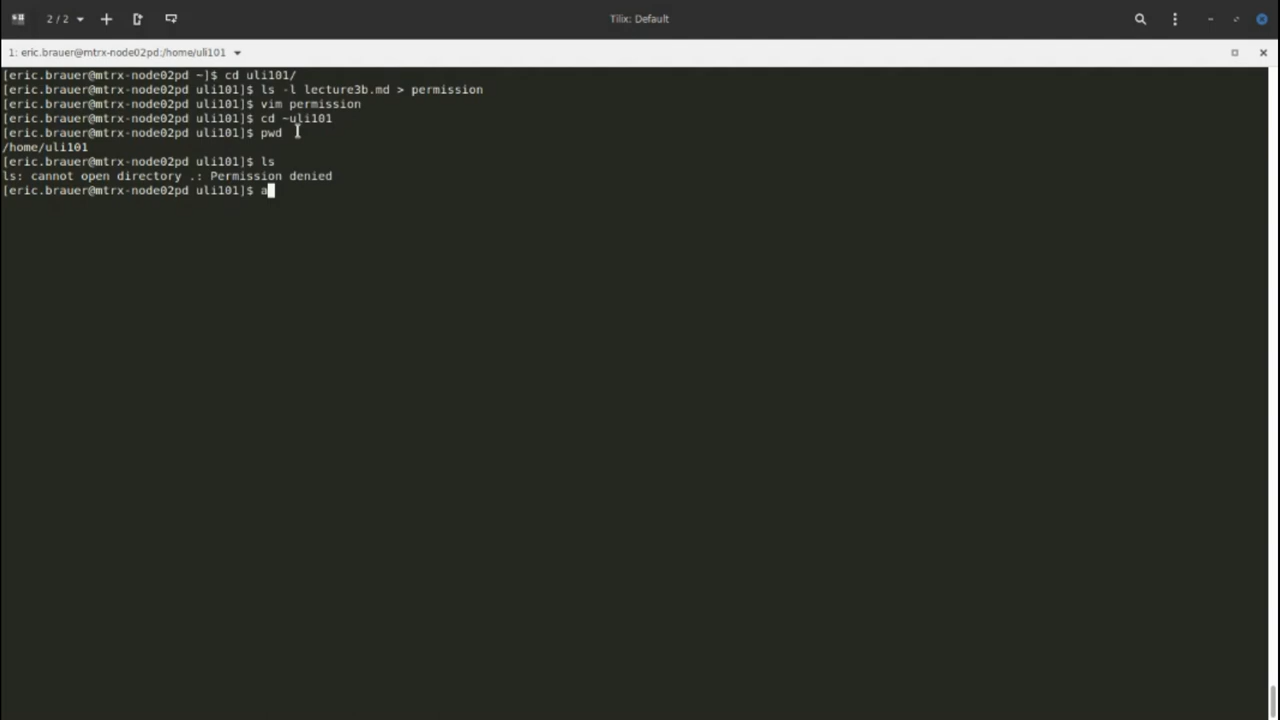 2 / 2
Tilix: Default
1: eric.brauer@mtrx-node02pd:/home/uli101
[eric.brauer@mtrx-node02pd ~]$ cd uli101/
[eric.brauer@mtrx-node02pd uli101]$ ls -l lecture3b.md > permission
[eric.brauer@mtrx-node02pd uli101]$ vim permission
[eric.brauer@mtrx-node02pd uli101]$ cd ~uli101
[eric.brauer@mtrx-node02pd uli101]$ pwd
/home/uli101
[eric.brauer@mtrx-node02pd uli101]$ ls
ls: cannot open directory .: Permission denied
[eric.brauer@mtrx-node02pd uli101]$ a